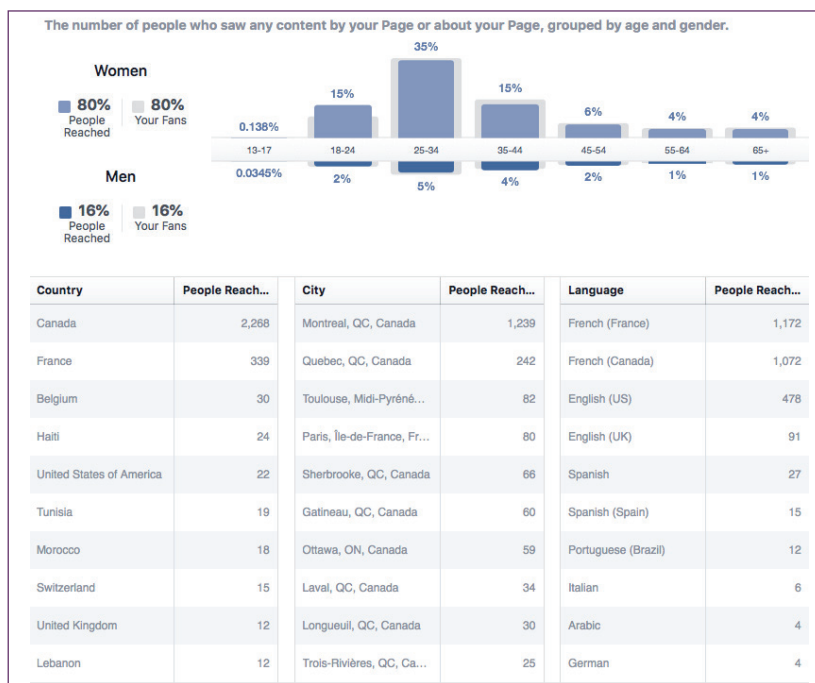 The number of people who saw any content by your Page or about your Page, grouped by age and gender.
Women
80% People Reached
80% Your Fans
Men
16% People Reached
16% Your Fans
0.138% 15% 35% 15% 6% 4% 4%
13-17 18-24 25-34 35-44 45-54 55-64 65+
0.0345% 2% 5% 4% 2% 1% 1%
Country People Reach... City People Reach... Language People Reach...
Canada 2,268 Montreal, QC, Canada 1,239 French (France) 1,172
France 339 Quebec, QC, Canada 242 French (Canada) 1,072
Belgium 30 Toulouse, Midi-Pyréné... 82 English (US) 478
Haiti 24 Paris, Île-de-France, Fr... 80 English (UK) 91
United States of America 22 Sherbrooke, QC, Canada 66 Spanish 27
Tunisia 19 Gatineau, QC, Canada 60 Spanish (Spain) 15
Morocco 18 Ottawa, ON, Canada 59 Portuguese (Brazil) 12
Switzerland 15 Laval, QC, Canada 34 Italian 6
United Kingdom 12 Longueuil, QC, Canada 30 Arabic 4
Lebanon 12 Trois-Rivières, QC, Ca... 25 German 4